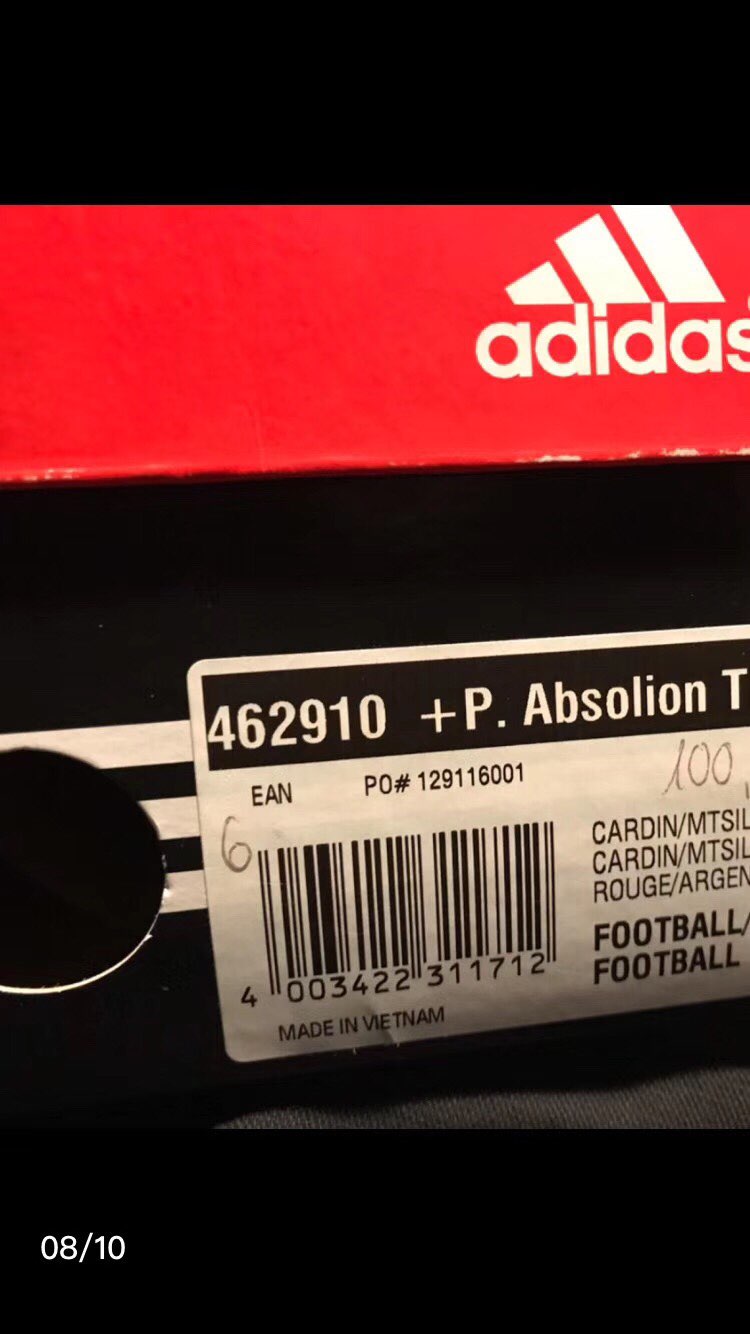 adidas
462910 +P. Absolion T
EAN PO# 129116001
100
6
CARDIN/MTSIL
CARDIN/MTSIL
ROUGE/ARGEN
FOOTBALL/
FOOTBALL
4 003422 311712
MADE IN VIETNAM
08/10